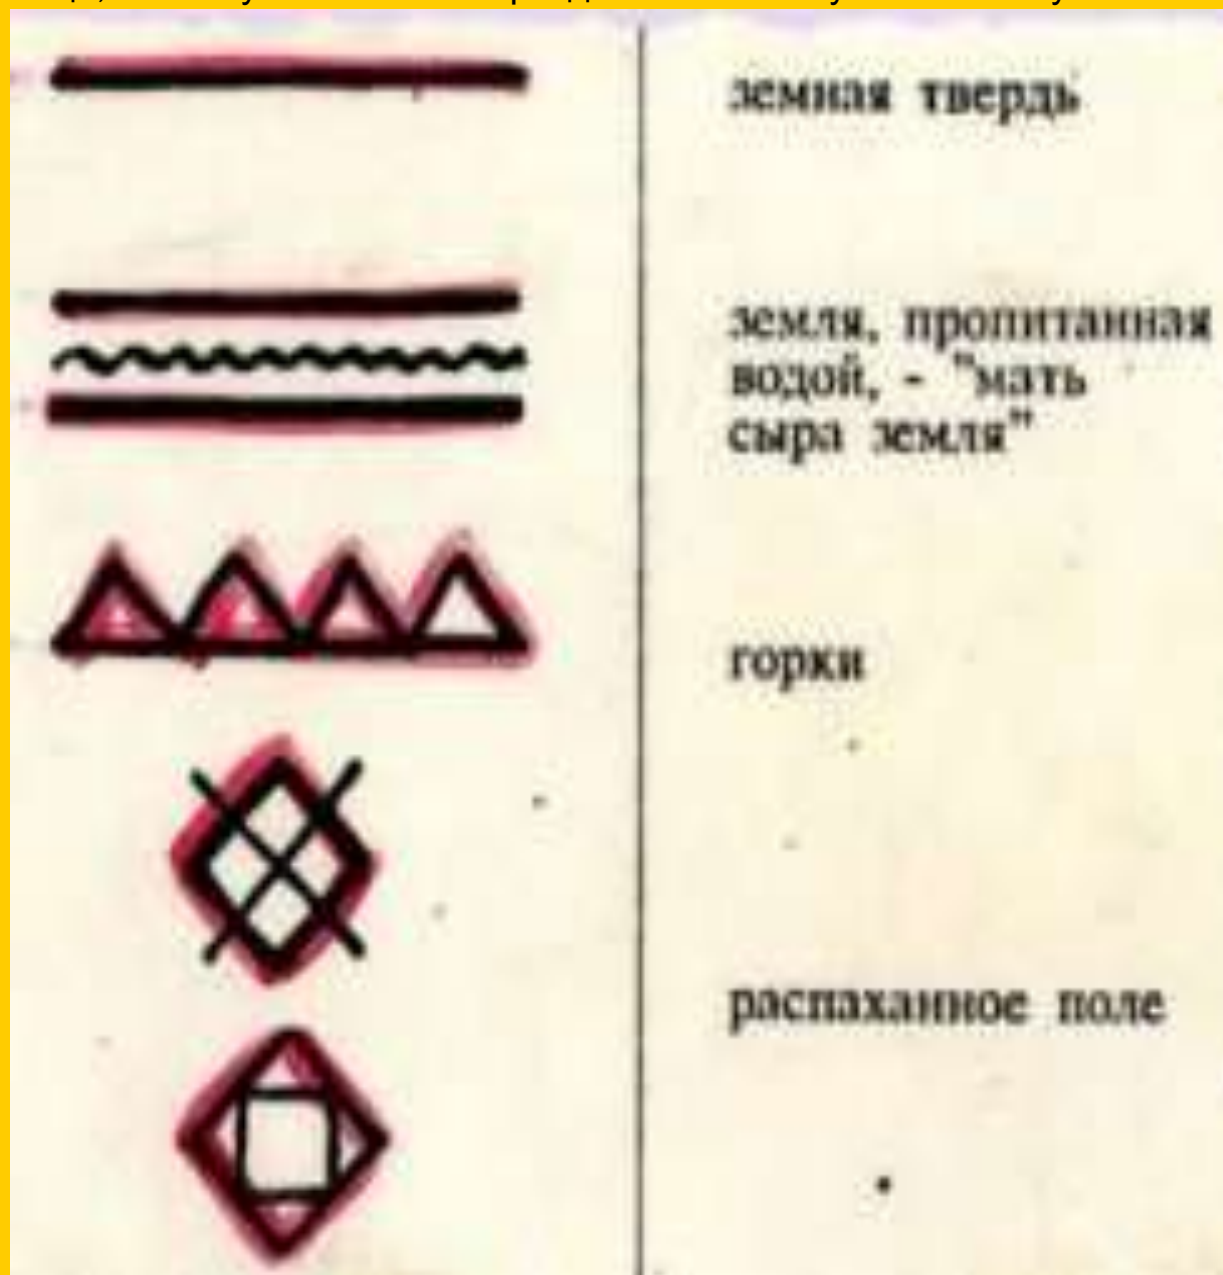 земная твердь
земля, пропитанная
водой, - "мать
сыра земля"
горки
распаханное поле